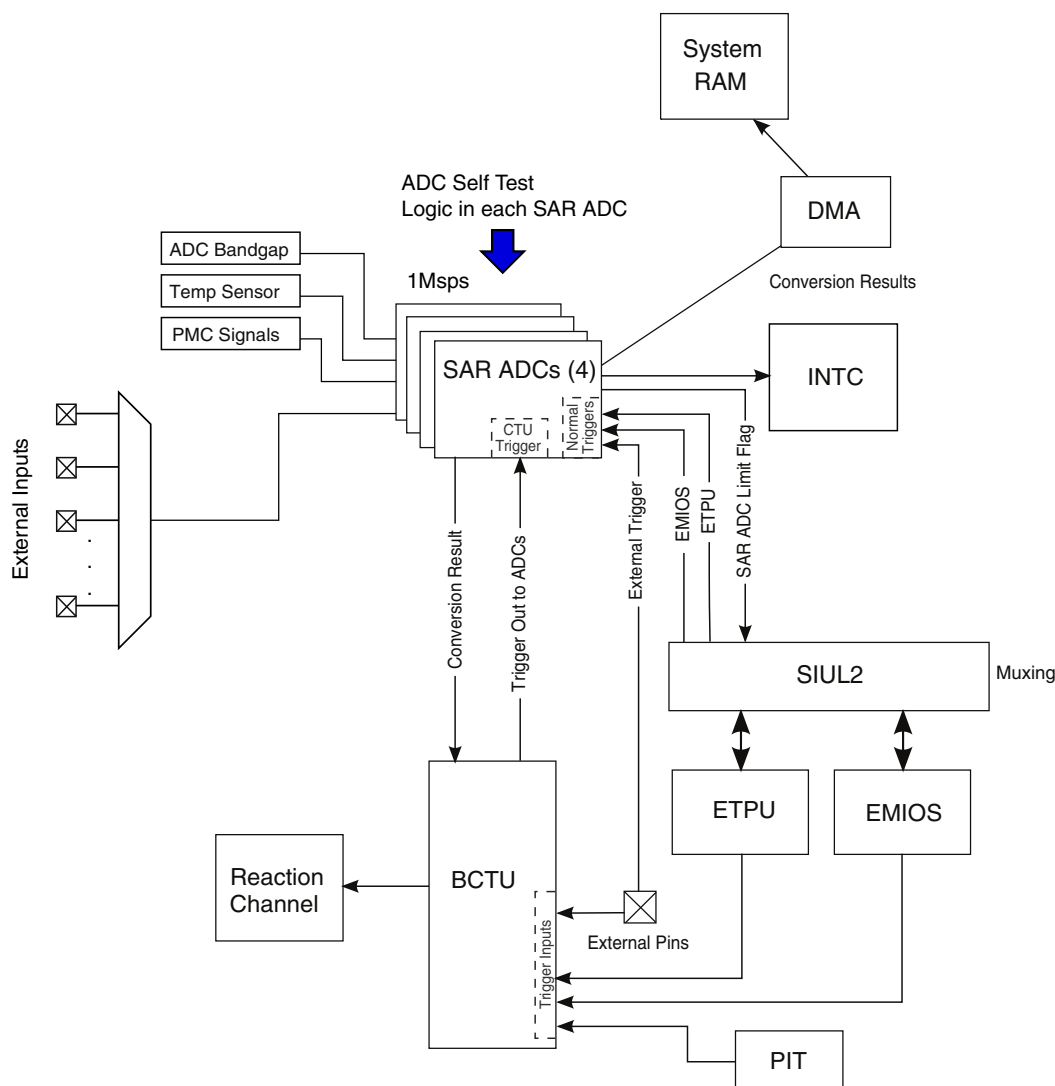 System
RAM
ADC Self Test
Logic in each SAR ADC
DMA
ADC Bandgap
1Msps
Temp Sensor
Conversion Results
PMC Signals
SAR ADCs (4)
INTC
CTU
Trigger
Normal
Triggers
External Inputs
.
.
.
Conversion Result
Trigger Out to ADCs
External Trigger
EMIOS
ETPU
SAR ADC Limit Flag
SIUL2
Muxing
ETPU
EMIOS
BCTU
Reaction
Channel
Trigger Inputs
External Pins
PIT